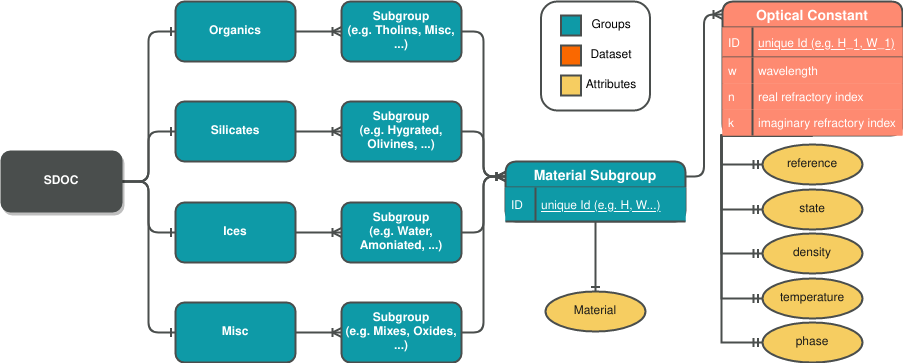 SDOC
Organics
Subgroup
(e.g. Tholins, Misc,
...)
Silicates
Subgroup
(e.g. Hygrated,
Olivines, ...)
Ices
Subgroup
(e.g. Water,
Amoniated, ...)
Misc
Subgroup
(e.g. Mixes, Oxides,
...)
Groups
Dataset
Attributes
Material Subgroup
ID unique Id (e.g. H, W...)
Material
Optical Constant
ID unique Id (e.g. H_1, W_1)
w wavelength
n real refractory index
k imaginary refractory index
reference
state
density
temperature
phase